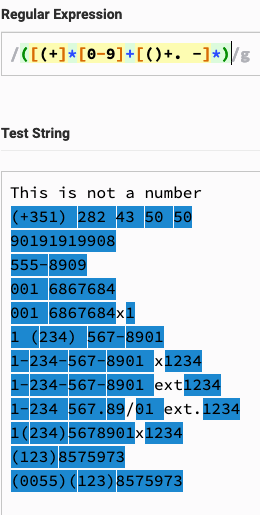 Regular Expression
/([(+]*[0-9]+[()+. -]*)/g
Test String
This is not a number
(+351) 282 43 50 50
90191919908
555-8909
001 6867684
001 6867684x1
1 (234) 567-8901
1-234-567-8901 x1234
1-234-567-8901 ext1234
1-234 567.89/01 ext.1234
1(234)5678901x1234
(123)8575973
(0055)(123)8575973